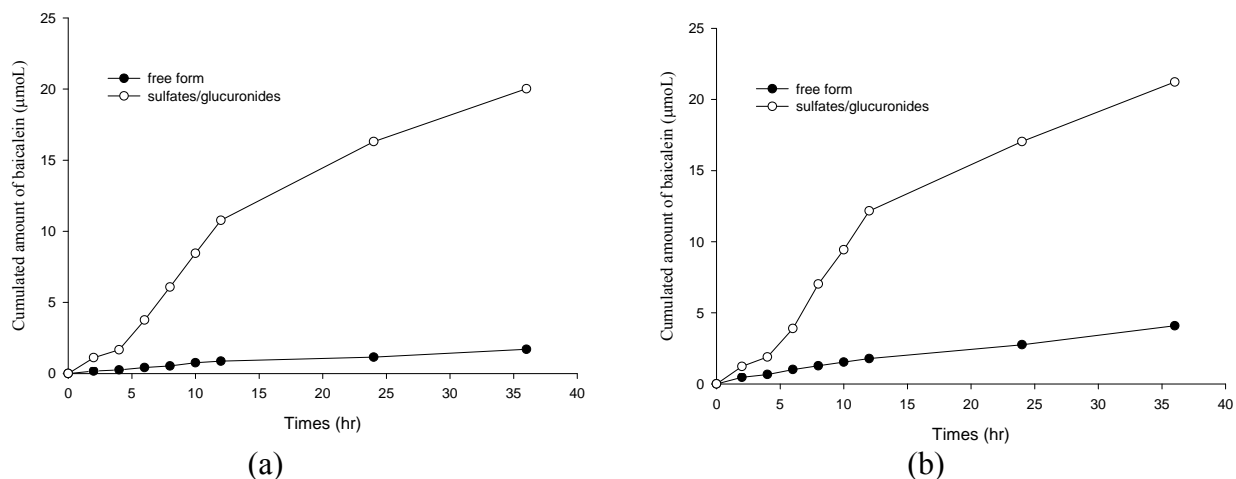 25
20
15
10
5
0
Cumulated amount of baicalein (μmoL)
free form
sulfates/glucuronides
0 5 10 15 20 25 30 35 40
Times (hr)
(a)
25
20
15
10
5
0
Cumulated amount of baicalein (μmoL)
free form
sulfates/glucuronides
0 5 10 15 20 25 30 35 40
Times (hr)
(b)